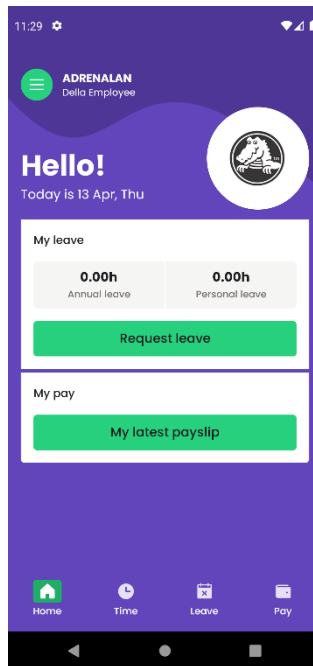 11:29
ADRENALAN
Della Employee
Hello!
Today is 13 Apr, Thu
My leave
0.00h 0.00h
Annual leave Personal leave
Request leave
My pay
My latest payslip
Home Time Leave Pay